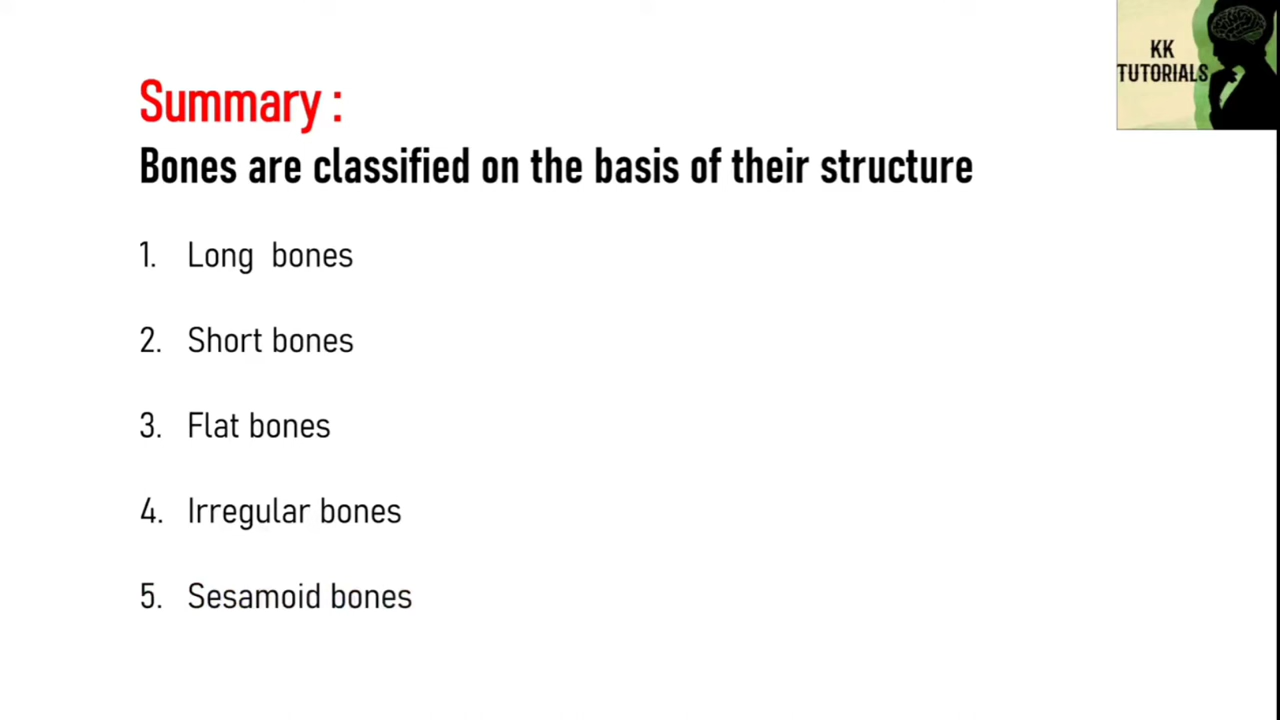 KK
TUTORIALS
Summary :
Bones are classified on the basis of their structure
1. Long bones
2. Short bones
3. Flat bones
4. Irregular bones
5. Sesamoid bones